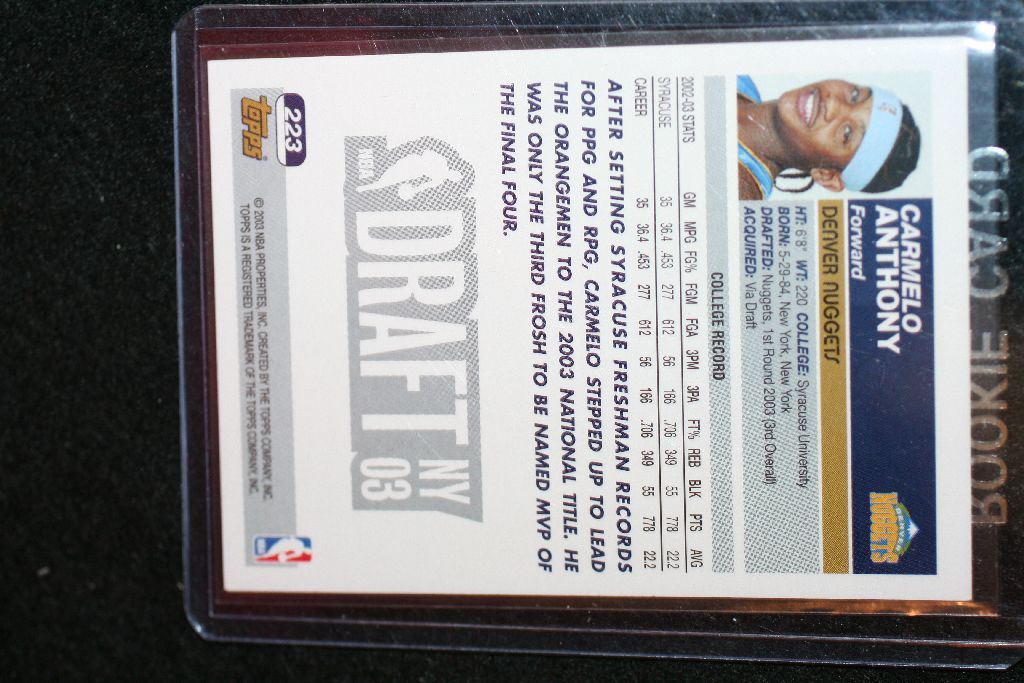 ROOKIE CARD
CARMELO
ANTHONY
Forward
DENVER NUGGETS
DENVER
NUGGETS
HT: 6'8" WT: 220 COLLEGE: Syracuse University
BORN: 5-29-84, New York, New York
DRAFTED: Nuggets, 1st Round 2003 (3rd Overall)
ACQUIRED: Via Draft
COLLEGE RECORD
2002-03 STATS GM MPG FG% FGM FGA 3PM 3PA FT% REB BLK PTS AVG
SYRACUSE 35 36.4 .453 277 612 56 166 .706 349 55 778 22.2
CAREER 35 36.4 .453 277 612 56 166 .706 349 55 778 22.2
AFTER SETTING SYRACUSE FRESHMAN RECORDS
FOR PPG AND RPG, CARMELO STEPPED UP TO LEAD
THE ORANGEMEN TO THE 2003 NATIONAL TITLE. HE
WAS ONLY THE THIRD FROSH TO BE NAMED MVP OF
THE FINAL FOUR.
NBA DRAFT NY 03
223
topps
© 2003 NBA PROPERTIES, INC. CREATED BY THE TOPPS COMPANY, INC.
TOPPS IS A REGISTERED TRADEMARK OF THE TOPPS COMPANY, INC.
NBA